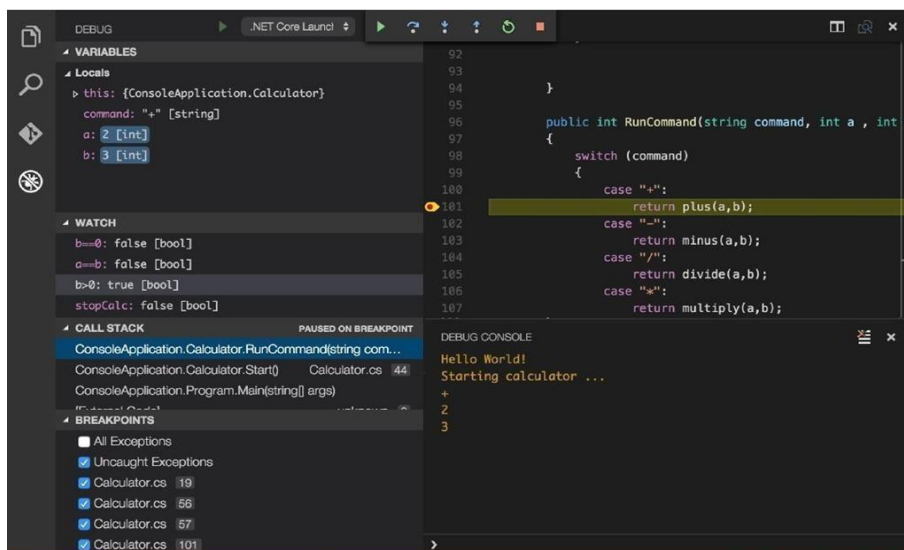 DEBUG
.NET Core Launch
VARIABLES
Locals
this: {ConsoleApplication.Calculator}
command: "+" [string]
a: 2 [int]
b: 3 [int]
WATCH
b==0: false [bool]
a==b: false [bool]
b>0: true [bool]
stopCalc: false [bool]
CALL STACK PAUSED ON BREAKPOINT
ConsoleApplication.Calculator.RunCommand(string com...
ConsoleApplication.Calculator.Start() Calculator.cs 44
ConsoleApplication.Program.Main(string[] args)
BREAKPOINTS
All Exceptions
Uncaught Exceptions
Calculator.cs 19
Calculator.cs 56
Calculator.cs 57
Calculator.cs 101
92
93
94 }
95
96 public int RunCommand(string command, int a , int
97 {
98 switch (command)
99 {
100 case "+":
101 return plus(a,b);
102 case "-":
103 return minus(a,b);
104 case "/":
105 return divide(a,b);
106 case "*":
107 return multiply(a,b);
DEBUG CONSOLE
Hello World!
Starting calculator ...
+
2
3